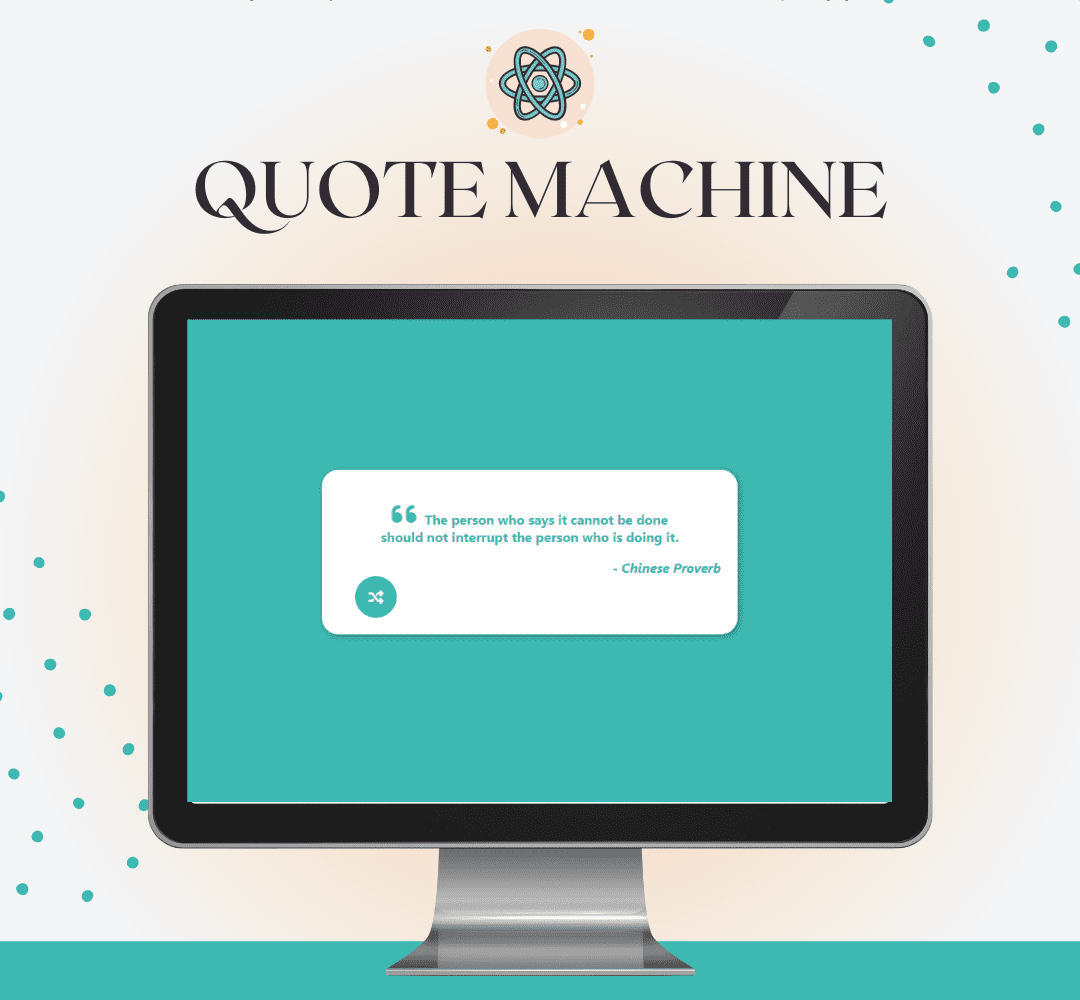 QUOTE MACHINE
❝ The person who says it cannot be done
should not interrupt the person who is doing it.
- Chinese Proverb